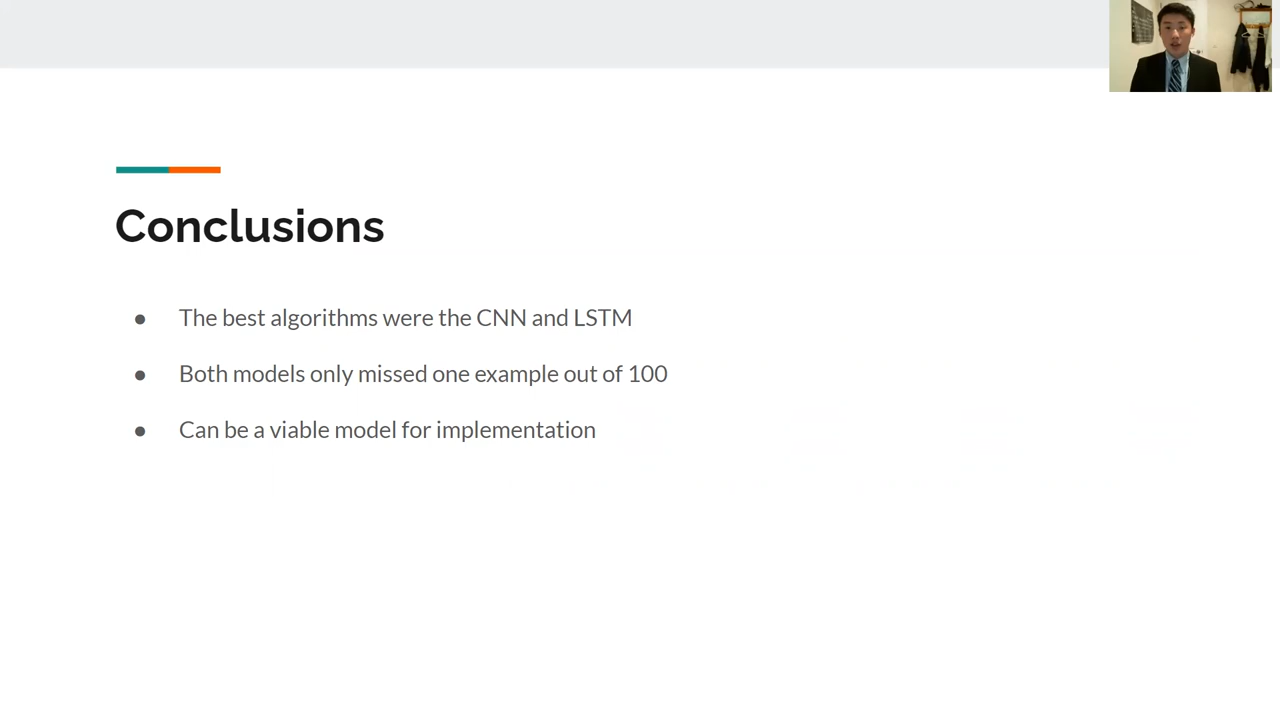 Conclusions
● The best algorithms were the CNN and LSTM
● Both models only missed one example out of 100
● Can be a viable model for implementation